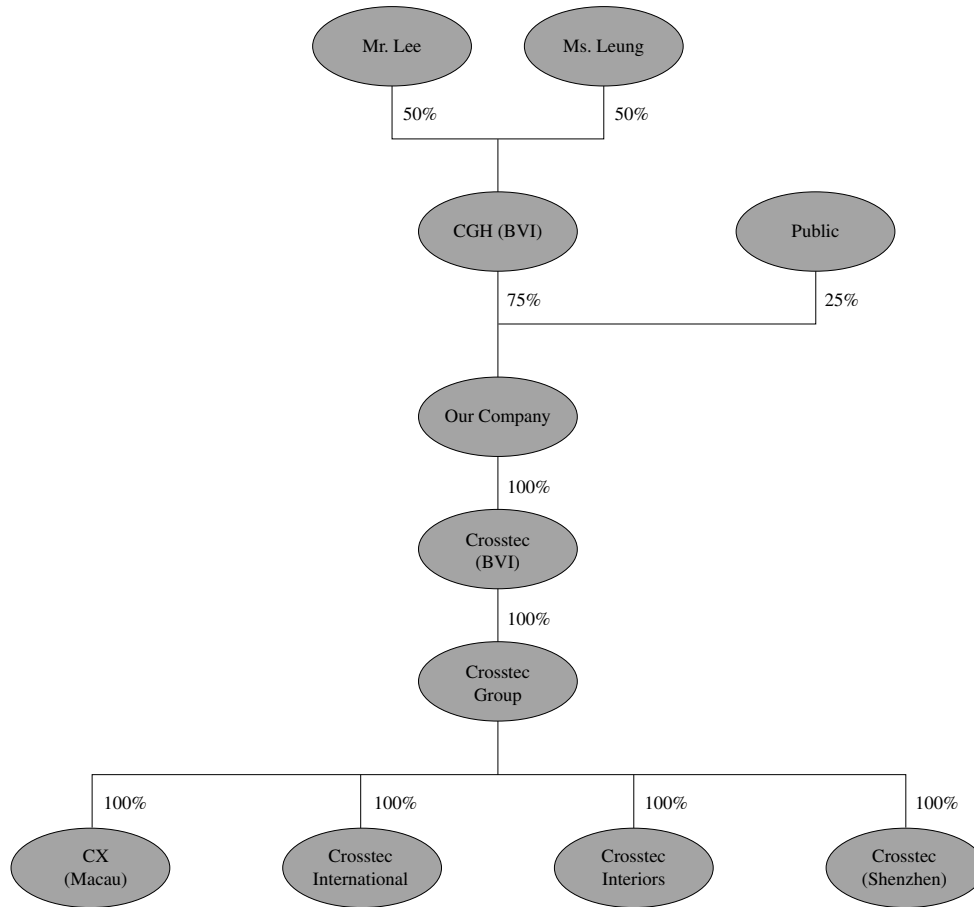 Mr. Lee
Ms. Leung
50%
50%
CGH (BVI)
Public
75%
25%
Our Company
100%
Crosstec
(BVI)
100%
Crosstec
Group
100%
100%
100%
100%
CX
(Macau)
Crosstec
International
Crosstec
Interiors
Crosstec
(Shenzhen)